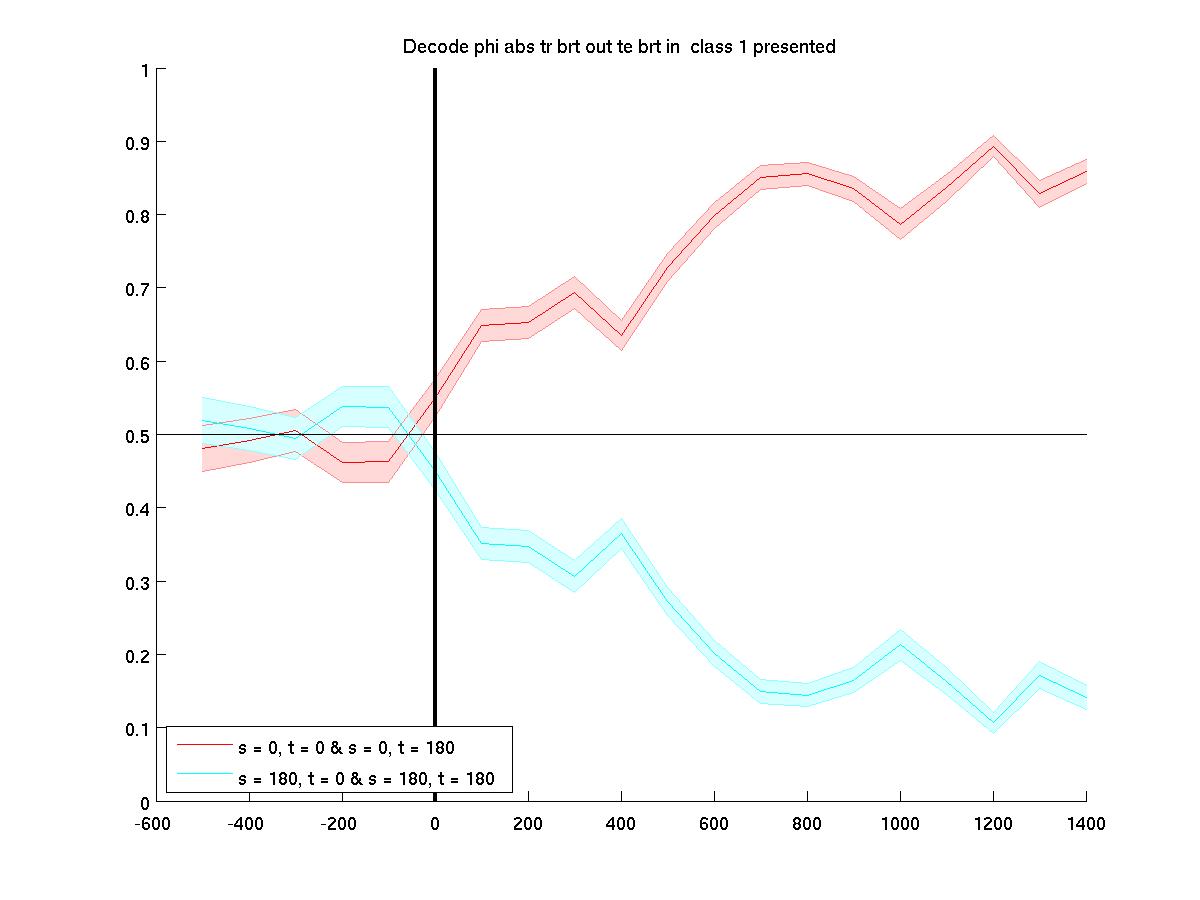 Decode phi abs tr brt out te brt in  class 1 presented
1
0.9
0.8
0.7
0.6
0.5
0.4
0.3
0.2
0.1
0
s = 0, t = 0 & s = 0, t = 180
s = 180, t = 0 & s = 180, t = 180
-600 -400 -200 0 200 400 600 800 1000 1200 1400